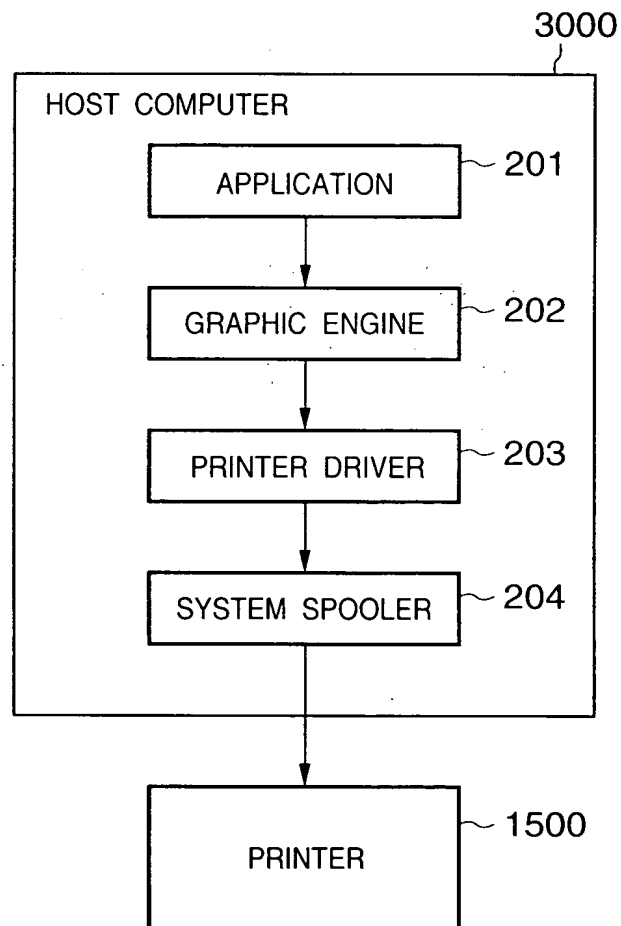 3000
HOST COMPUTER
APPLICATION
201
GRAPHIC ENGINE
202
PRINTER DRIVER
203
SYSTEM SPOOLER
204
PRINTER
1500